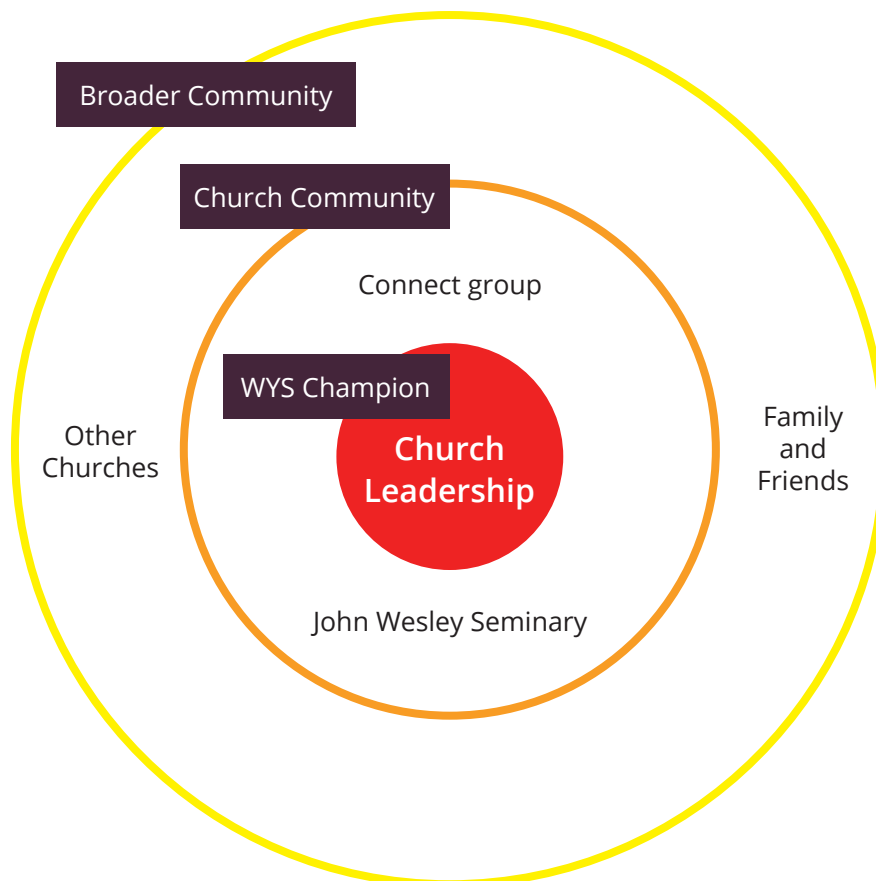 Broader Community
Church Community
Connect group
WYS Champion
Church
Leadership
Other
Churches
Family
and
Friends
John Wesley Seminary